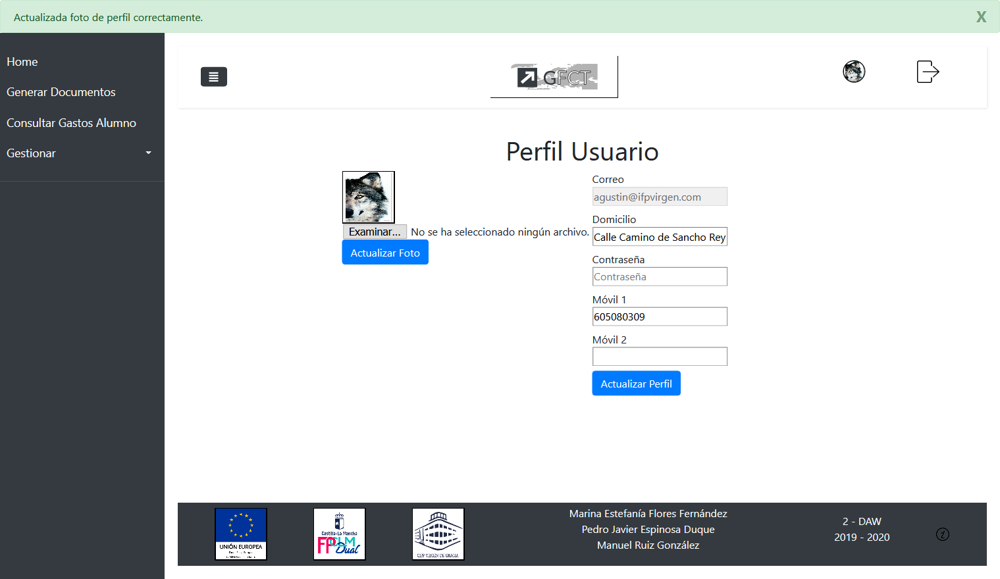 Actualizada foto de perfil correctamente.
X
Home
Generar Documentos
Consultar Gastos Alumno
Gestionar
GFCT
Perfil Usuario
Examinar... No se ha seleccionado ningún archivo.
Actualizar Foto
Correo
agustin@ifpvirgen.com
Domicilio
Calle Camino de Sancho Rey
Contraseña
Contraseña
Móvil 1
605080309
Móvil 2
Actualizar Perfil
UNIÓN EUROPEA
Castilla-La Mancha
FPCLM
Dual
CIFP VIRGEN DE GRACIA
Marina Estefanía Flores Fernández
Pedro Javier Espinosa Duque
Manuel Ruiz González
2 - DAW
2019 - 2020
i